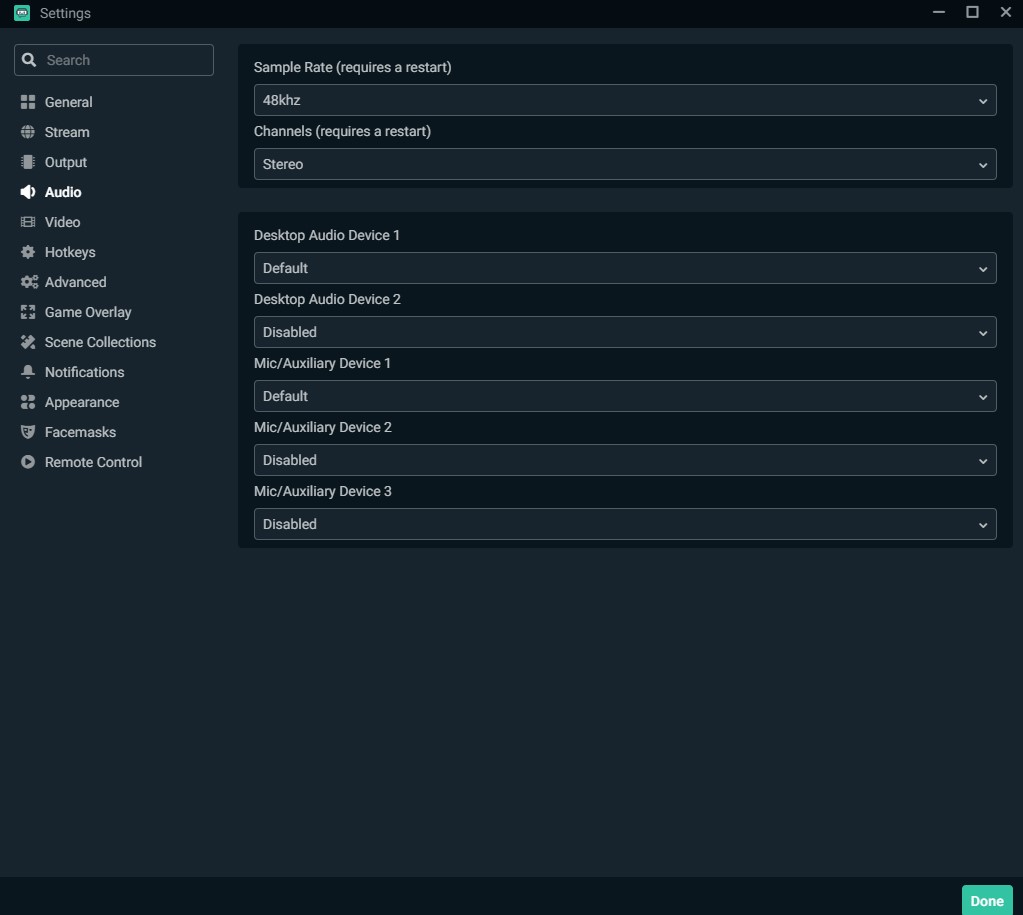 Settings
Search
General
Stream
Output
Audio
Video
Hotkeys
Advanced
Game Overlay
Scene Collections
Notifications
Appearance
Facemasks
Remote Control
Sample Rate (requires a restart)
48khz
Channels (requires a restart)
Stereo
Desktop Audio Device 1
Default
Desktop Audio Device 2
Disabled
Mic/Auxiliary Device 1
Default
Mic/Auxiliary Device 2
Disabled
Mic/Auxiliary Device 3
Disabled
Done